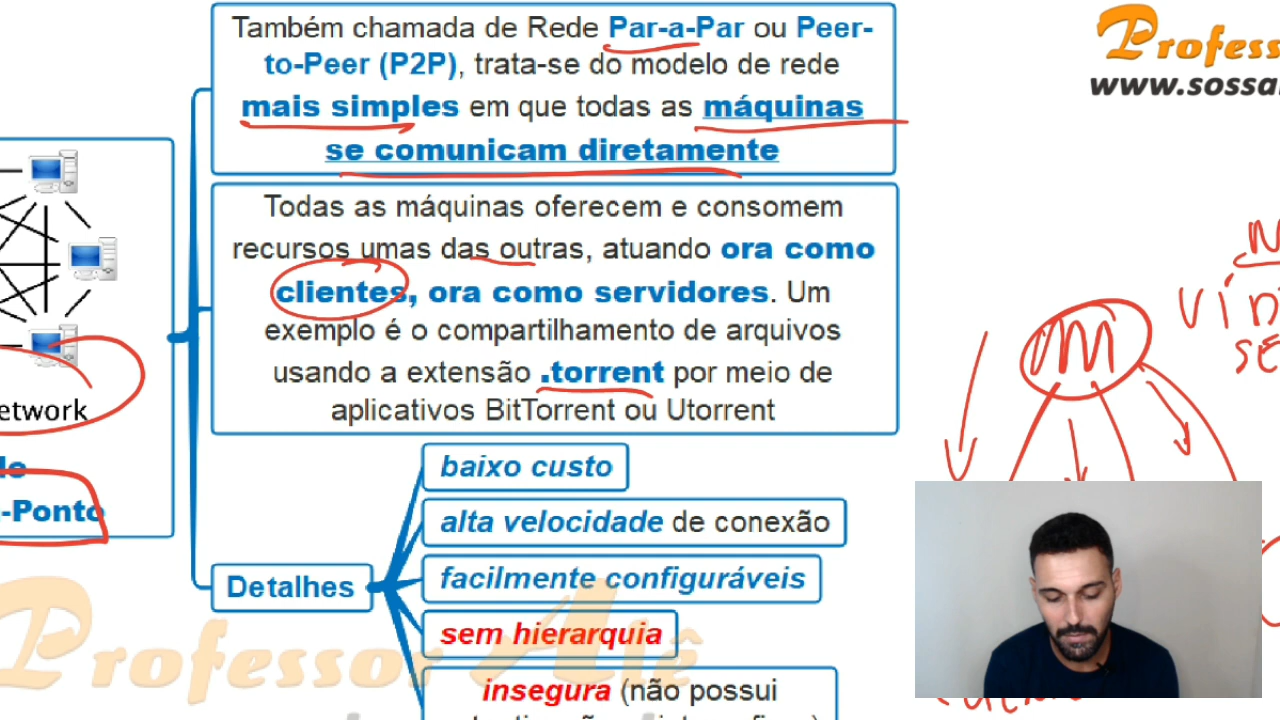 Também chamada de Rede Par-a-Par ou Peer-
to-Peer (P2P), trata-se do modelo de rede
mais simples em que todas as máquinas
se comunicam diretamente
Profess
www.sossa
Todas as máquinas oferecem e consomem
recursos umas das outras, atuando ora como
clientes, ora como servidores. Um
exemplo é o compartilhamento de arquivos
usando a extensão .torrent por meio de
aplicativos BitTorrent ou Utorrent
etwork
-Ponto
m
VÍD
SE
Detalhes
baixo custo
alta velocidade de conexão
facilmente configuráveis
sem hierarquia
insegura (não possui
Professor Alê